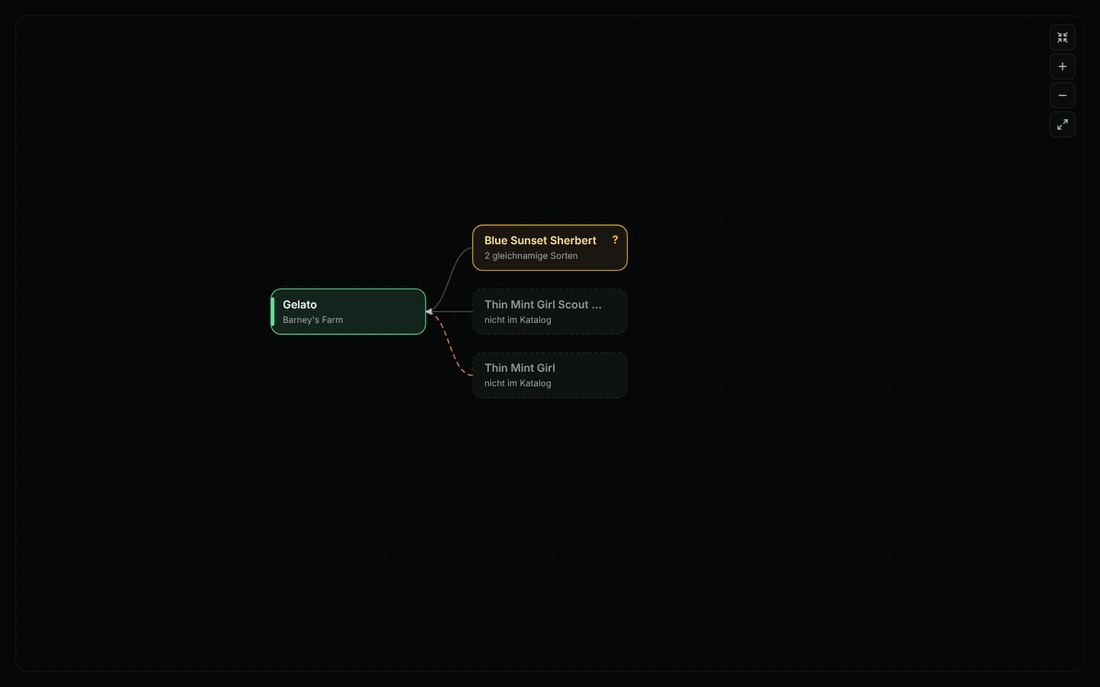 Blue Sunset Sherbert ?
2 gleichnamige Sorten
Gelato
Barney's Farm
Thin Mint Girl Scout ...
nicht im Katalog
Thin Mint Girl
nicht im Katalog